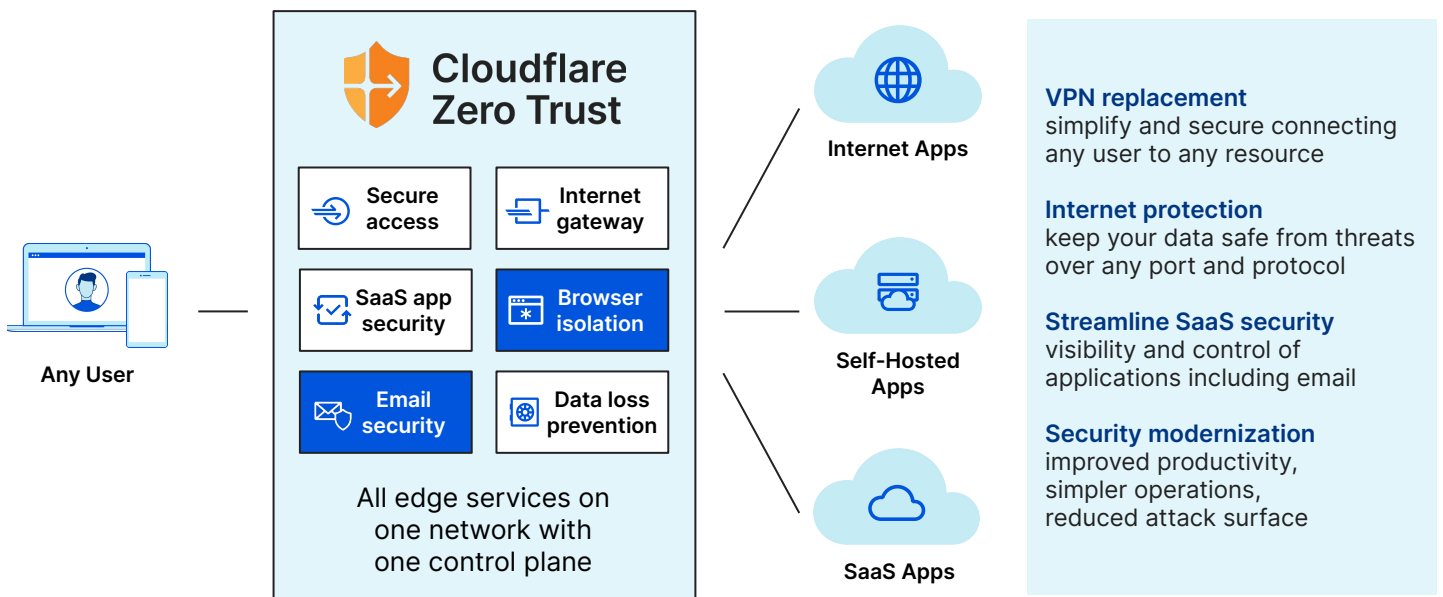 Any User
Cloudflare
Zero Trust
Secure
access
Internet
gateway
SaaS app
security
Browser
isolation
Email
security
Data loss
prevention
All edge services on
one network with
one control plane
Internet Apps
Self-Hosted
Apps
SaaS Apps
VPN replacement
simplify and secure connecting
any user to any resource
Internet protection
keep your data safe from threats
over any port and protocol
Streamline SaaS security
visibility and control of
applications including email
Security modernization
improved productivity,
simpler operations,
reduced attack surface